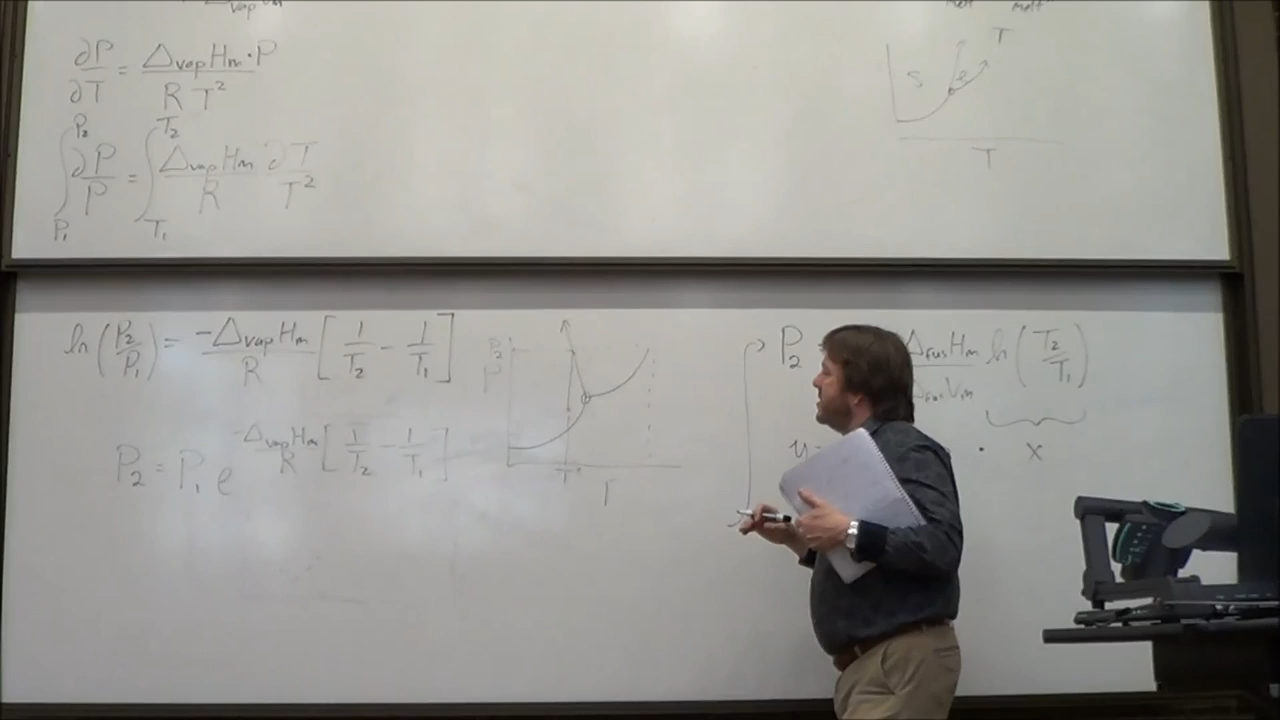 ∂P/∂T = Δvap Hm · P / R T²
∫_{P₁}^{P₂} ∂P/P = ∫_{T₁}^{T₂} Δvap Hm / R ∂T/T²
T
S
l
T
ln(P₂/P₁) = -Δvap Hm / R [1/T₂ - 1/T₁]
P₂ = P₁ e^{-Δvap Hm / R [1/T₂ - 1/T₁]}
P₂
P
T
P₂
Δfus Hm / Δfus Vm ln(T₂/T₁)
y
· x